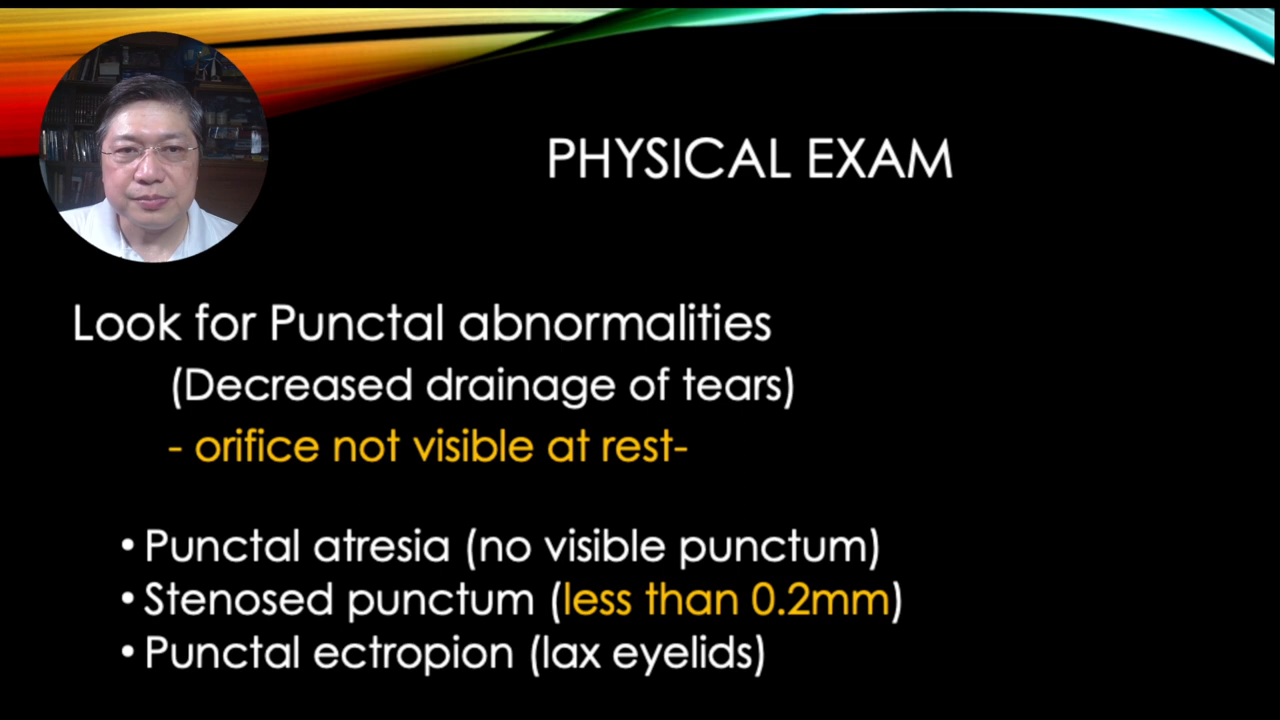 PHYSICAL EXAM
Look for Punctal abnormalities
(Decreased drainage of tears)
- orifice not visible at rest-
• Punctal atresia (no visible punctum)
• Stenosed punctum (less than 0.2mm)
• Punctal ectropion (lax eyelids)